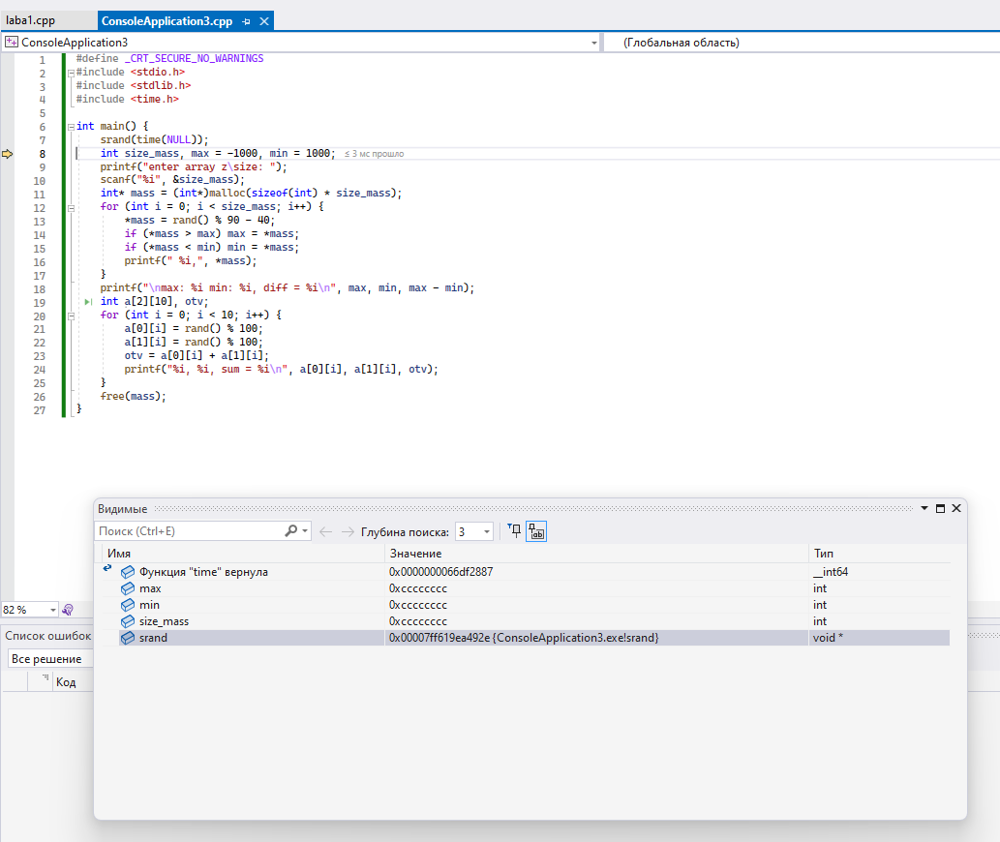 laba1.cpp ConsoleApplication3.cpp
ConsoleApplication3 (Глобальная область)
1 #define _CRT_SECURE_NO_WARNINGS
2 #include <stdio.h>
3 #include <stdlib.h>
4 #include <time.h>
5
6 int main() {
7 srand(time(NULL));
8 int size_mass, max = -1000, min = 1000; ≤ 3 мс прошло
9 printf("enter array z\size: ");
10 scanf("%i", &size_mass);
11 int* mass = (int*)malloc(sizeof(int) * size_mass);
12 for (int i = 0; i < size_mass; i++) {
13 *mass = rand() % 90 - 40;
14 if (*mass > max) max = *mass;
15 if (*mass < min) min = *mass;
16 printf(" %i,", *mass);
17 }
18 printf("\nmax: %i min: %i, diff = %i\n", max, min, max - min);
19 int a[2][10], otv;
20 for (int i = 0; i < 10; i++) {
21 a[0][i] = rand() % 100;
22 a[1][i] = rand() % 100;
23 otv = a[0][i] + a[1][i];
24 printf("%i, %i, sum = %i\n", a[0][i], a[1][i], otv);
25 }
26 free(mass);
27 }
Видимые
Поиск (Ctrl+E) Глубина поиска: 3
Имя Значение Тип
Функция "time" вернула 0x0000000066df2887 __int64
max 0xcccccccc int
min 0xcccccccc int
size_mass 0xcccccccc int
srand 0x00007ff619ea492e {ConsoleApplication3.exe!srand} void *
82 %
Список ошибок
Все решение
Код